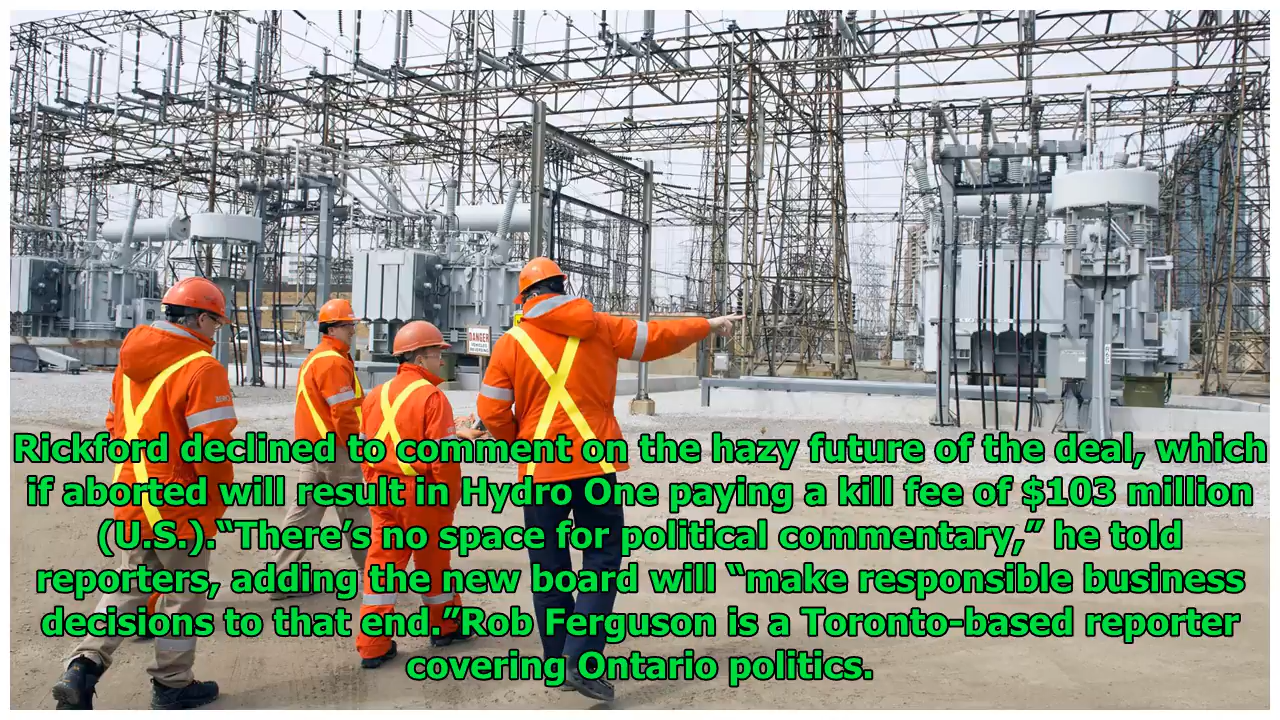 DANGER
Rickford declined to comment on the hazy future of the deal, which
if aborted will result in Hydro One paying a kill fee of $103 million
(U.S.).“There’s no space for political commentary,” he told
reporters, adding the new board will “make responsible business
decisions to that end.”Rob Ferguson is a Toronto-based reporter
covering Ontario politics.